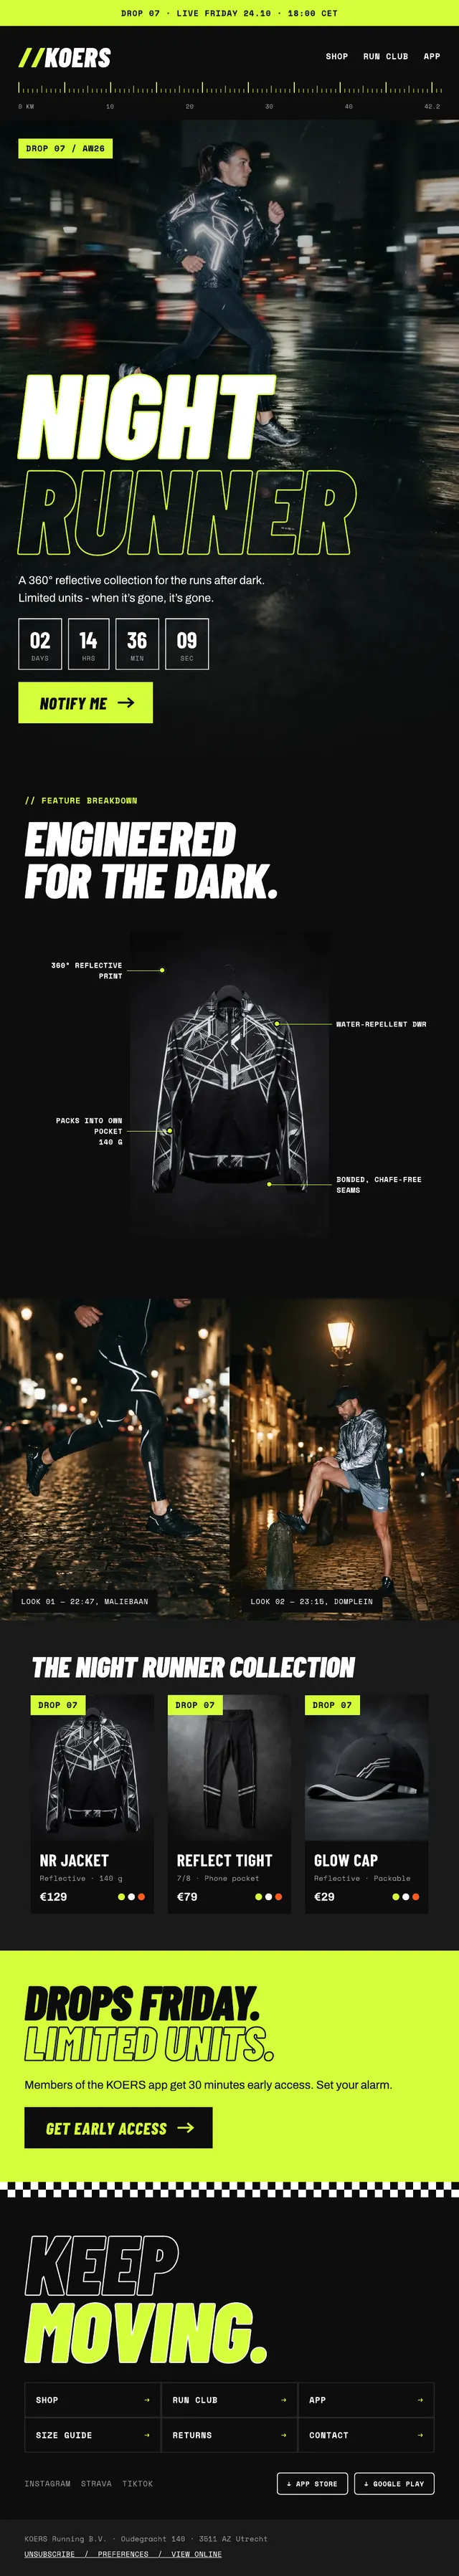 DROP 07 · LIVE FRIDAY 24.10 · 18:00 CET
//KOERS
SHOP RUN CLUB APP
0 KM 10 20 30 40 42.2
DROP 07 / AW26
NIGHT
RUNNER
A 360° reflective collection for the runs after dark.
Limited units - when it's gone, it's gone.
02 14 36 09
DAYS HRS MIN SEC
NOTIFY ME →
// FEATURE BREAKDOWN
ENGINEERED
FOR THE DARK.
360° REFLECTIVE
PRINT
WATER-REPELLENT DWR
PACKS INTO OWN
POCKET
140 G
BONDED, CHAFE-FREE
SEAMS
LOOK 01 — 22:47, MALIEBAAN
LOOK 02 — 23:15, DOMPLEIN
THE NIGHT RUNNER COLLECTION
DROP 07
NR JACKET
Reflective · 140 g
€129
DROP 07
REFLECT TIGHT
7/8 · Phone pocket
€79
DROP 07
GLOW CAP
Reflective · Packable
€29
DROPS FRIDAY.
LIMITED UNITS.
Members of the KOERS app get 30 minutes early access. Set your alarm.
GET EARLY ACCESS →
KEEP
MOVING.
SHOP → RUN CLUB → APP →
SIZE GUIDE → RETURNS → CONTACT →
INSTAGRAM STRAVA TIKTOK
↓ APP STORE ↓ GOOGLE PLAY
KOERS Running B.V. · Oudegracht 140 · 3511 AZ Utrecht
UNSUBSCRIBE / PREFERENCES / VIEW ONLINE